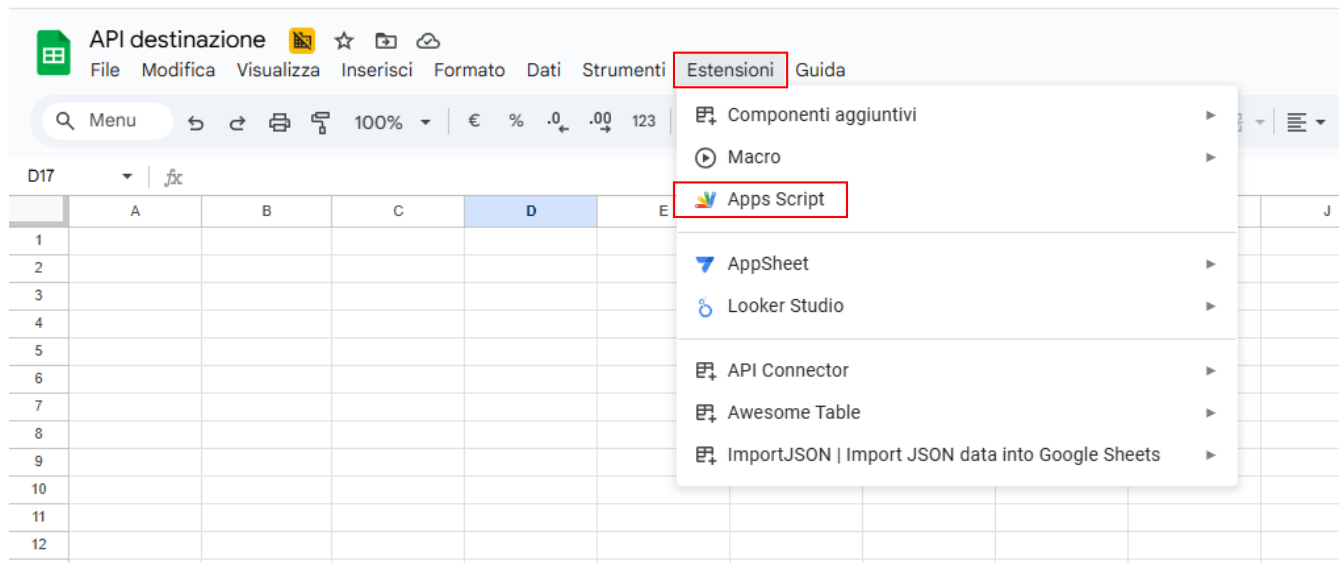 API destinazione
File Modifica Visualizza Inserisci Formato Dati Strumenti Estensioni Guida
Menu 100% € % .0 .00 123
D17 fx
A B C D E J
1
2
3
4
5
6
7
8
9
10
11
12
Componenti aggiuntivi
Macro
Apps Script
AppSheet
Looker Studio
API Connector
Awesome Table
ImportJSON | Import JSON data into Google Sheets